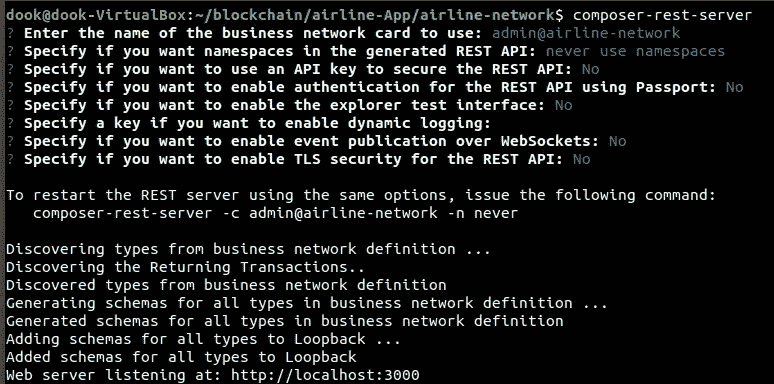 dook@dook-VirtualBox:~/blockchain/airline-App/airline-network$ composer-rest-server
? Enter the name of the business network card to use: admin@airline-network
? Specify if you want namespaces in the generated REST API: never use namespaces
? Specify if you want to use an API key to secure the REST API: No
? Specify if you want to enable authentication for the REST API using Passport: No
? Specify if you want to enable the explorer test interface: No
? Specify a key if you want to enable dynamic logging:
? Specify if you want to enable event publication over WebSockets: No
? Specify if you want to enable TLS security for the REST API: No
To restart the REST server using the same options, issue the following command:
composer-rest-server -c admin@airline-network -n never
Discovering types from business network definition ...
Discovering the Returning Transactions..
Discovered types from business network definition
Generating schemas for all types in business network definition ...
Generated schemas for all types in business network definition
Adding schemas for all types to Loopback ...
Added schemas for all types to Loopback
Web server listening at: http://localhost:3000